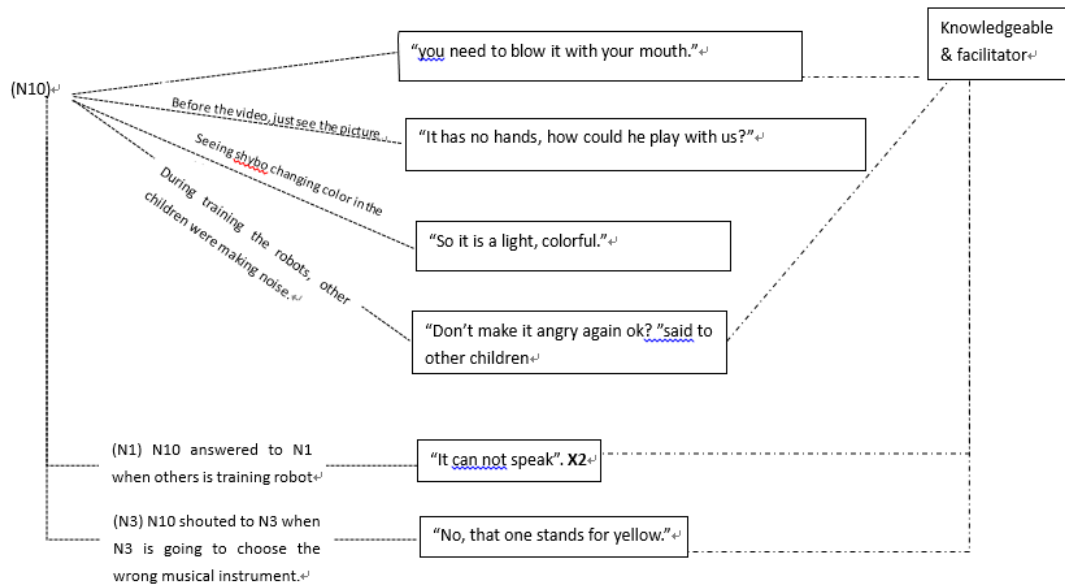 Knowledgeable
& facilitator
“you need to blow it with your mouth.”
(N10)
Before the video, just see the picture
“It has no hands, how could he play with us?”
Seeing shybo changing color in the
“So it is a light, colorful.”
During training the robots, other
children were making noise.
“Don’t make it angry again ok? ”said to
other children
(N1) N10 answered to N1
when others is training robot
“It can not speak”. X2
(N3) N10 shouted to N3 when
N3 is going to choose the
wrong musical instrument.
“No, that one stands for yellow.”